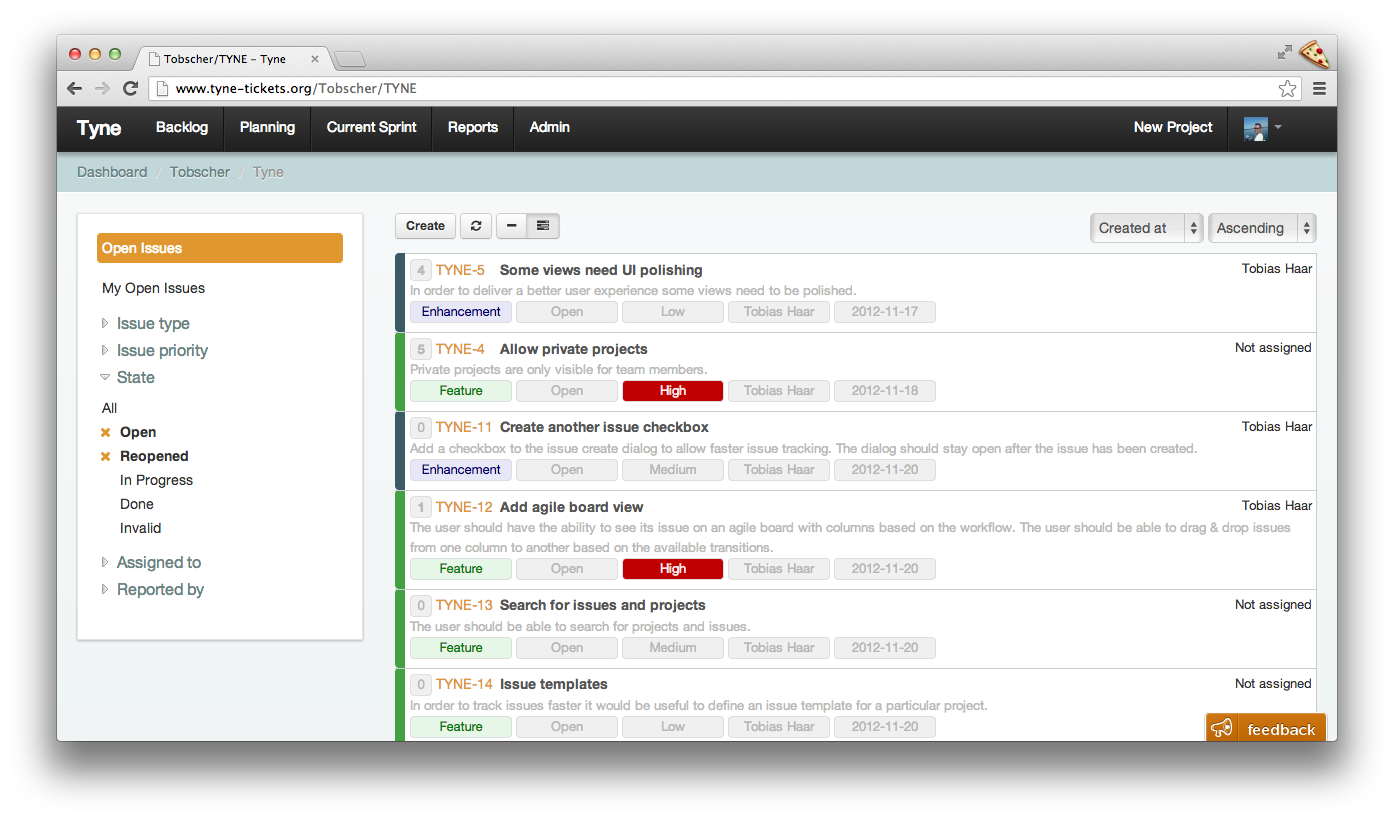 Tobscher/TYNE – Tyne
www.tyne-tickets.org/Tobscher/TYNE
Tyne Backlog Planning Current Sprint Reports Admin New Project
Dashboard / Tobscher / Tyne
Open Issues
My Open Issues
Issue type
Issue priority
State
All
Open
Reopened
In Progress
Done
Invalid
Assigned to
Reported by
Create Created at Ascending
4 TYNE-5 Some views need UI polishing Tobias Haar
In order to deliver a better user experience some views need to be polished.
Enhancement Open Low Tobias Haar 2012-11-17
5 TYNE-4 Allow private projects Not assigned
Private projects are only visible for team members.
Feature Open High Tobias Haar 2012-11-18
0 TYNE-11 Create another issue checkbox Tobias Haar
Add a checkbox to the issue create dialog to allow faster issue tracking. The dialog should stay open after the issue has been created.
Enhancement Open Medium Tobias Haar 2012-11-20
1 TYNE-12 Add agile board view Tobias Haar
The user should have the ability to see its issue on an agile board with columns based on the workflow. The user should be able to drag & drop issues
from one column to another based on the available transitions.
Feature Open High Tobias Haar 2012-11-20
0 TYNE-13 Search for issues and projects Not assigned
The user should be able to search for projects and issues.
Feature Open Medium Tobias Haar 2012-11-20
0 TYNE-14 Issue templates Not assigned
In order to track issues faster it would be useful to define an issue template for a particular project.
Feature Open Low Tobias Haar 2012-11-20
feedback